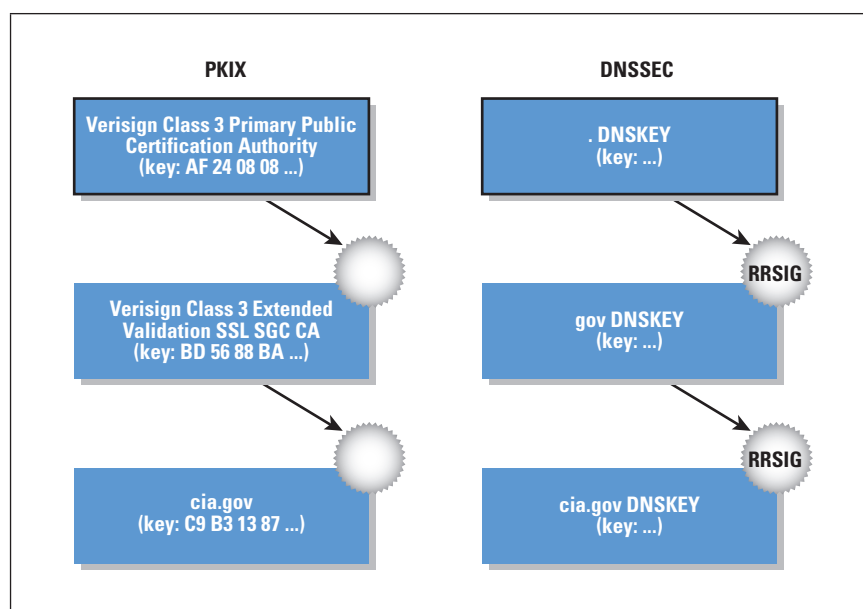 PKIX
Verisign Class 3 Primary Public
Certification Authority
(key: AF 24 08 08 ...)
Verisign Class 3 Extended
Validation SSL SGC CA
(key: BD 56 88 BA ...)
cia.gov
(key: C9 B3 13 87 ...)
DNSSEC
. DNSKEY
(key: ...)
RRSIG
gov DNSKEY
(key: ...)
RRSIG
cia.gov DNSKEY
(key: ...)